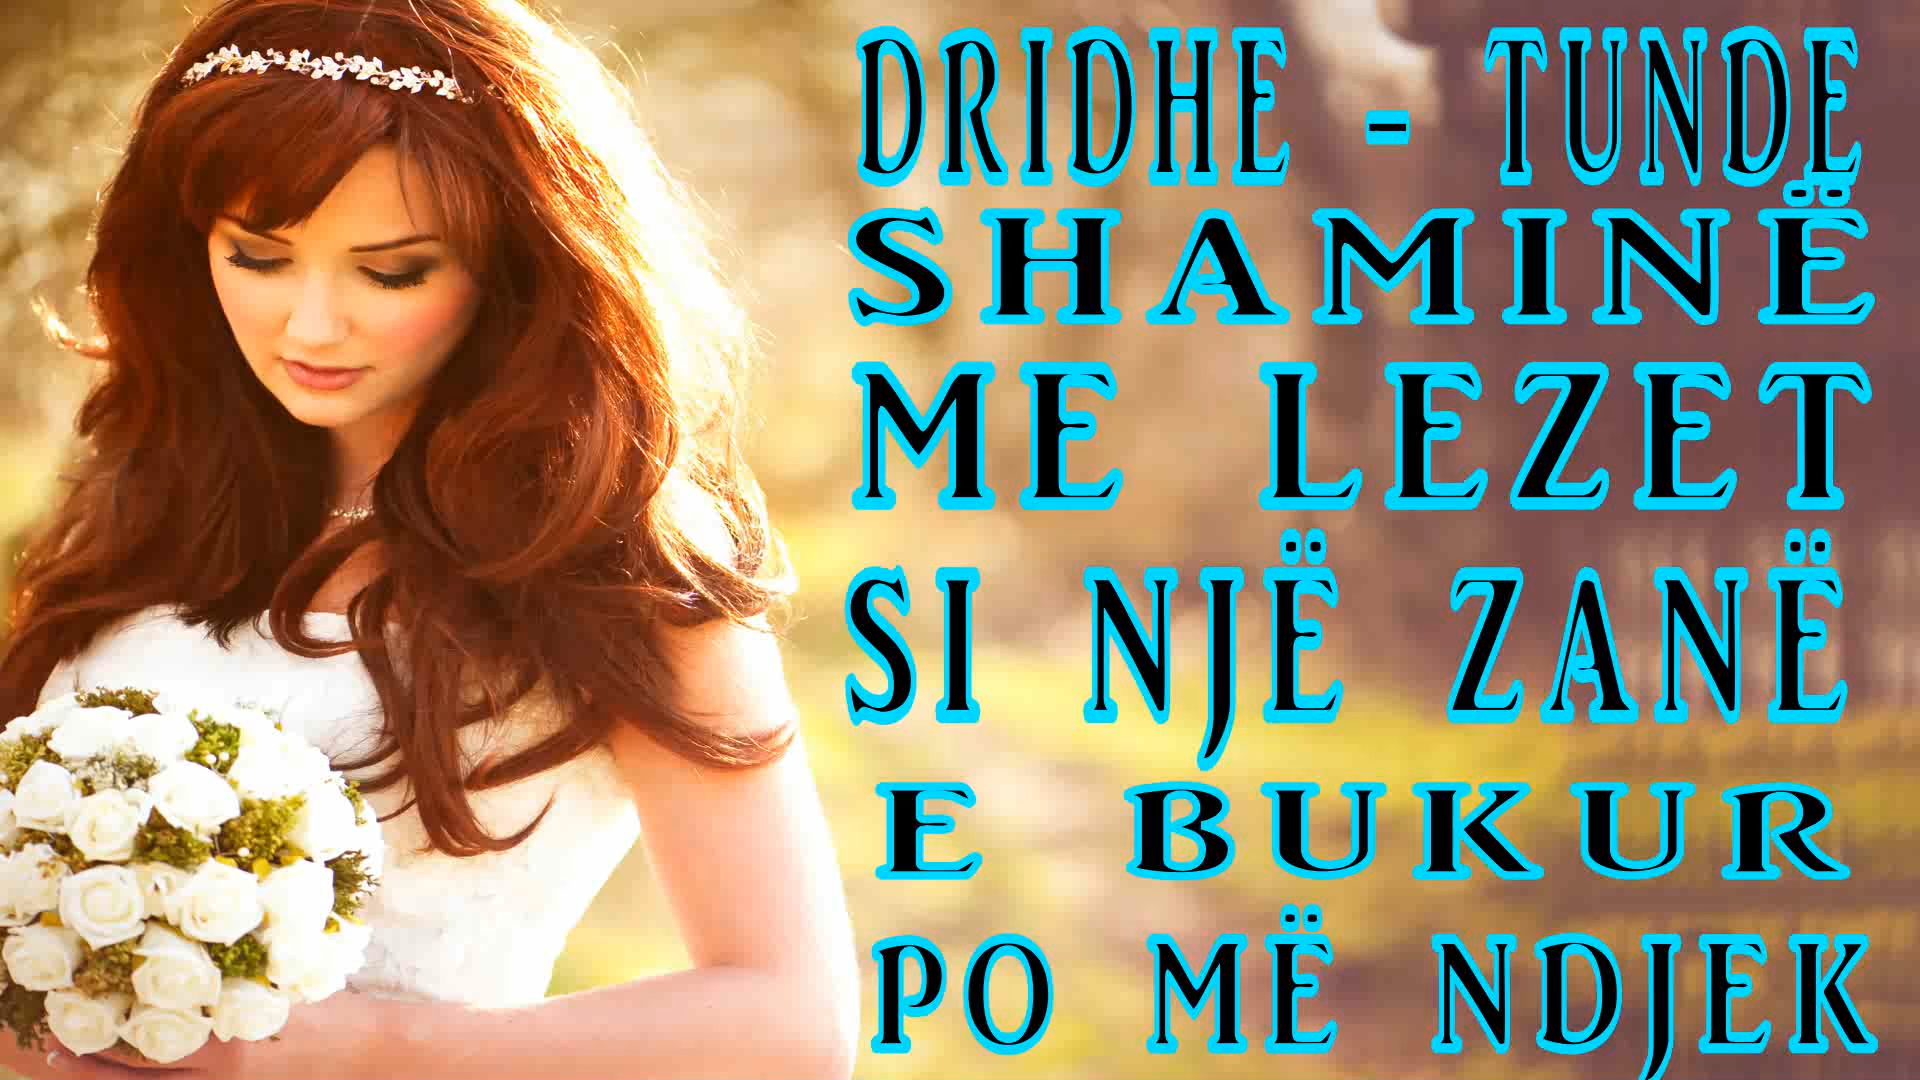 DRIDHE - TUNDE
SHAMINË
ME LEZET
SI NJË ZANË
E BUKUR
PO MË NDJEK